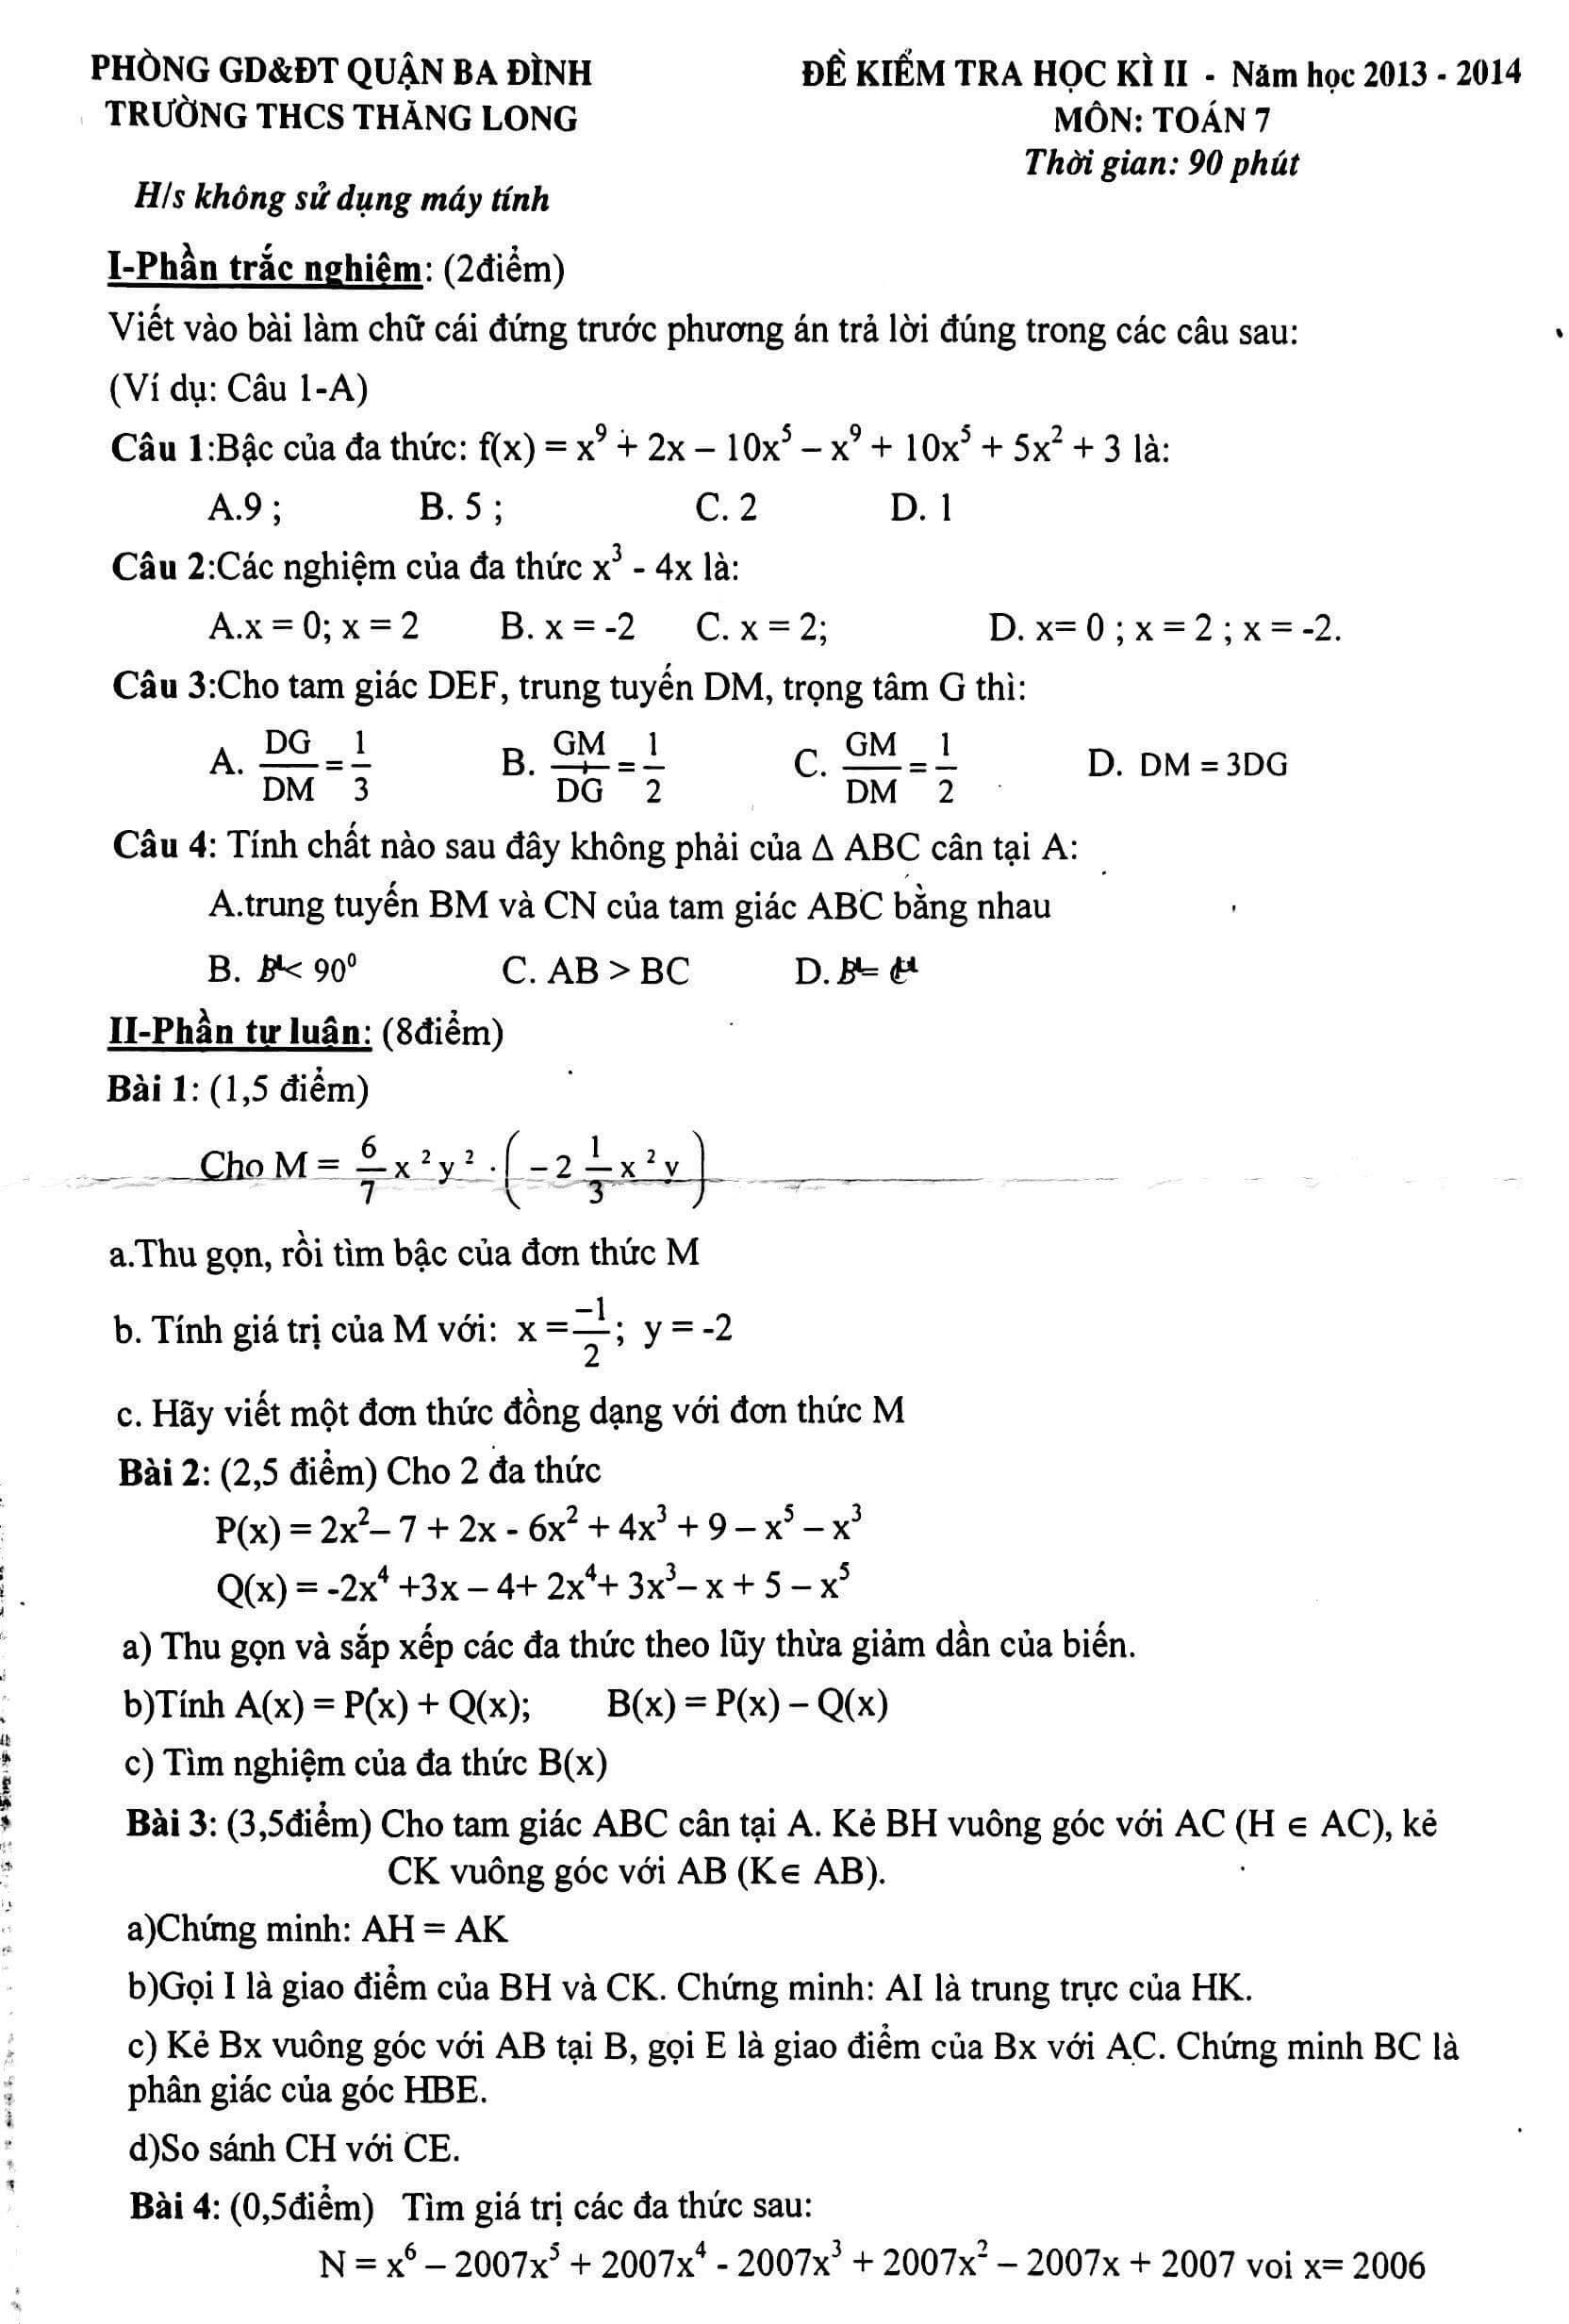 PHÒNG GD&ĐT QUẬN BA ĐÌNH
TRƯỜNG THCS THĂNG LONG
H/s không sử dụng máy tính
ĐỀ KIỂM TRA HỌC KÌ II - Năm học 2013 - 2014
MÔN: TOÁN 7
Thời gian: 90 phút
I-Phần trắc nghiệm: (2điểm)
Viết vào bài làm chữ cái đứng trước phương án trả lời đúng trong các câu sau:
(Ví dụ: Câu 1-A)
Câu 1:Bậc của đa thức: f(x) = x⁹ + 2x – 10x⁵ – x⁹ + 10x⁵ + 5x² + 3 là:
A.9 ; B. 5 ; C. 2 D. 1
Câu 2:Các nghiệm của đa thức x³ - 4x là:
A.x = 0; x = 2 B. x = -2 C. x = 2; D. x= 0 ; x = 2 ; x = -2.
Câu 3:Cho tam giác DEF, trung tuyến DM, trọng tâm G thì:
A. DG/DM = 1/3 B. GM/DG = 1/2 C. GM/DM = 1/2 D. DM = 3DG
Câu 4: Tính chất nào sau đây không phải của Δ ABC cân tại A:
A.trung tuyến BM và CN của tam giác ABC bằng nhau
B. B < 90⁰ C. AB > BC D. B = C
II-Phần tự luận: (8điểm)
Bài 1: (1,5 điểm)
Cho M = 6/7 x²y² · (–2 1/3 x²y)
a.Thu gọn, rồi tìm bậc của đơn thức M
b. Tính giá trị của M với: x = –1/2; y = -2
c. Hãy viết một đơn thức đồng dạng với đơn thức M
Bài 2: (2,5 điểm) Cho 2 đa thức
P(x) = 2x²– 7 + 2x - 6x² + 4x³ + 9 – x⁵ – x³
Q(x) = -2x⁴ +3x – 4+ 2x⁴+ 3x³– x + 5 – x⁵
a) Thu gọn và sắp xếp các đa thức theo lũy thừa giảm dần của biến.
b)Tính A(x) = P(x) + Q(x); B(x) = P(x) – Q(x)
c) Tìm nghiệm của đa thức B(x)
Bài 3: (3,5điểm) Cho tam giác ABC cân tại A. Kẻ BH vuông góc với AC (H ∈ AC), kẻ
CK vuông góc với AB (K∈ AB).
a)Chứng minh: AH = AK
b)Gọi I là giao điểm của BH và CK. Chứng minh: AI là trung trực của HK.
c) Kẻ Bx vuông góc với AB tại B, gọi E là giao điểm của Bx với AC. Chứng minh BC là
phân giác của góc HBE.
d)So sánh CH với CE.
Bài 4: (0,5điểm) Tìm giá trị các đa thức sau:
N = x⁶ – 2007x⁵ + 2007x⁴ - 2007x³ + 2007x² – 2007x + 2007 voi x= 2006